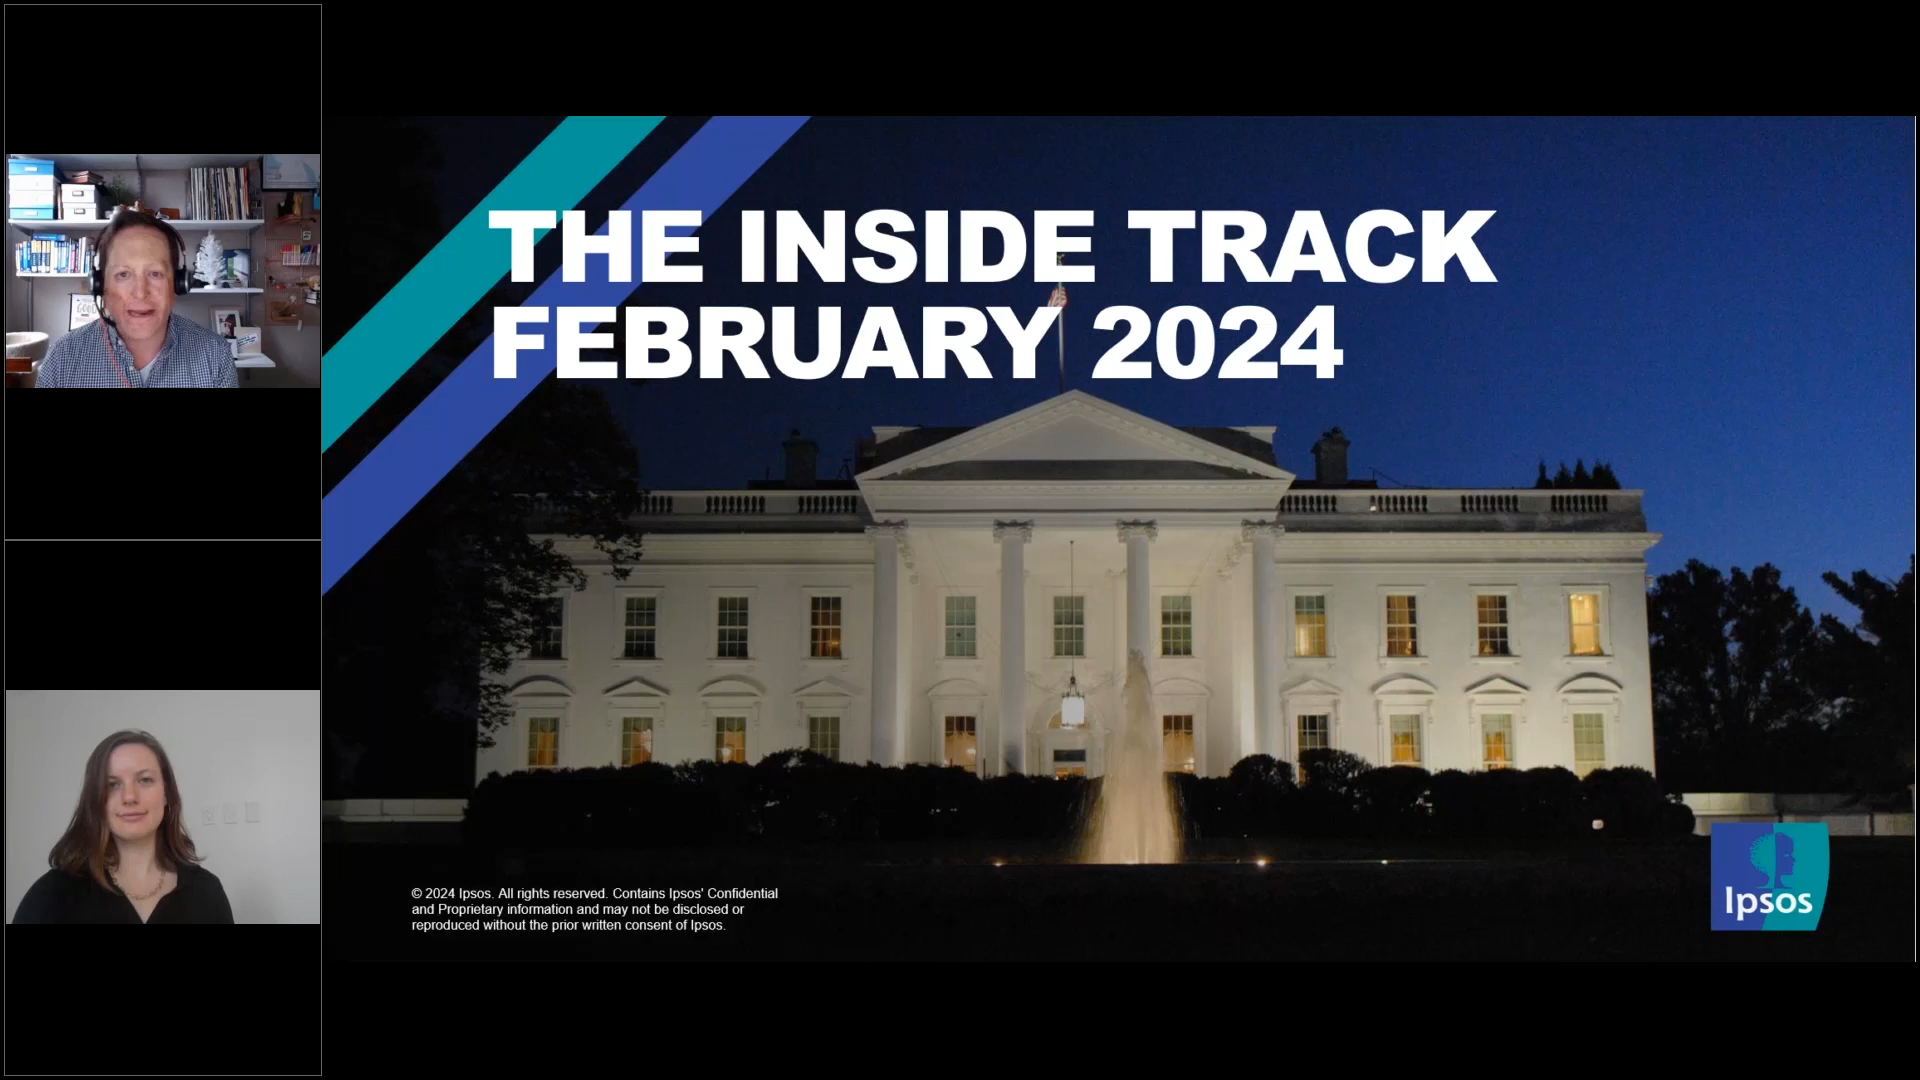 THE INSIDE TRACK
FEBRUARY 2024
© 2024 Ipsos. All rights reserved. Contains Ipsos' Confidential
and Proprietary information and may not be disclosed or
reproduced without the prior written consent of Ipsos.
Ipsos